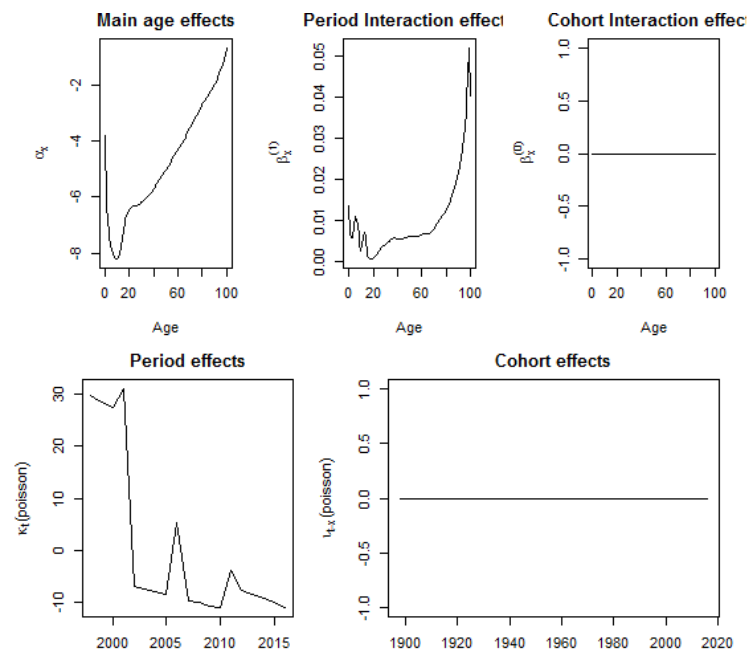 Main age effects
Period Interaction effect
Cohort Interaction effect
αx
-2
-4
-6
-8
0 20 60 100
Age
βx(1)
0.05
0.04
0.03
0.02
0.01
0.00
0 20 60 100
Age
βx(0)
1.0
0.5
0.0
-0.5
-1.0
0 20 60 100
Age
Period effects
κt (poisson)
30
20
10
0
-10
2000 2005 2010 2015
Cohort effects
ιt-x (poisson)
1.0
0.5
0.0
-0.5
-1.0
1900 1920 1940 1960 1980 2000 2020